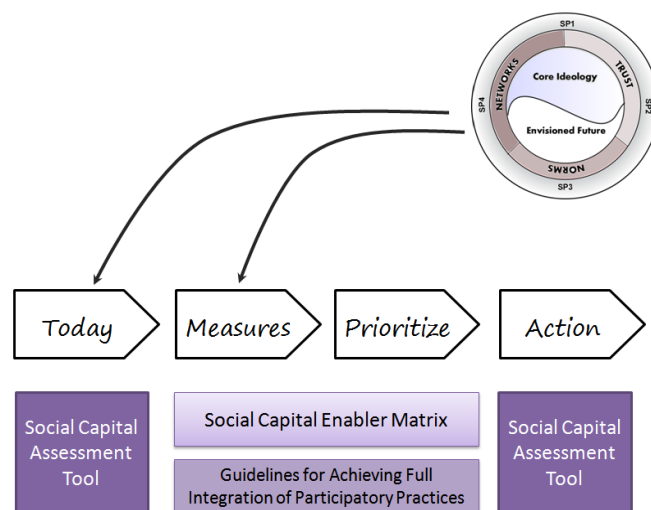 SP1
NETWORKS
TRUST
Core Ideology
SP4
SP2
Envisioned Future
NORMS
SP3
Today
Measures
Prioritize
Action
Social Capital
Assessment
Tool
Social Capital Enabler Matrix
Guidelines for Achieving Full
Integration of Participatory Practices
Social Capital
Assessment
Tool